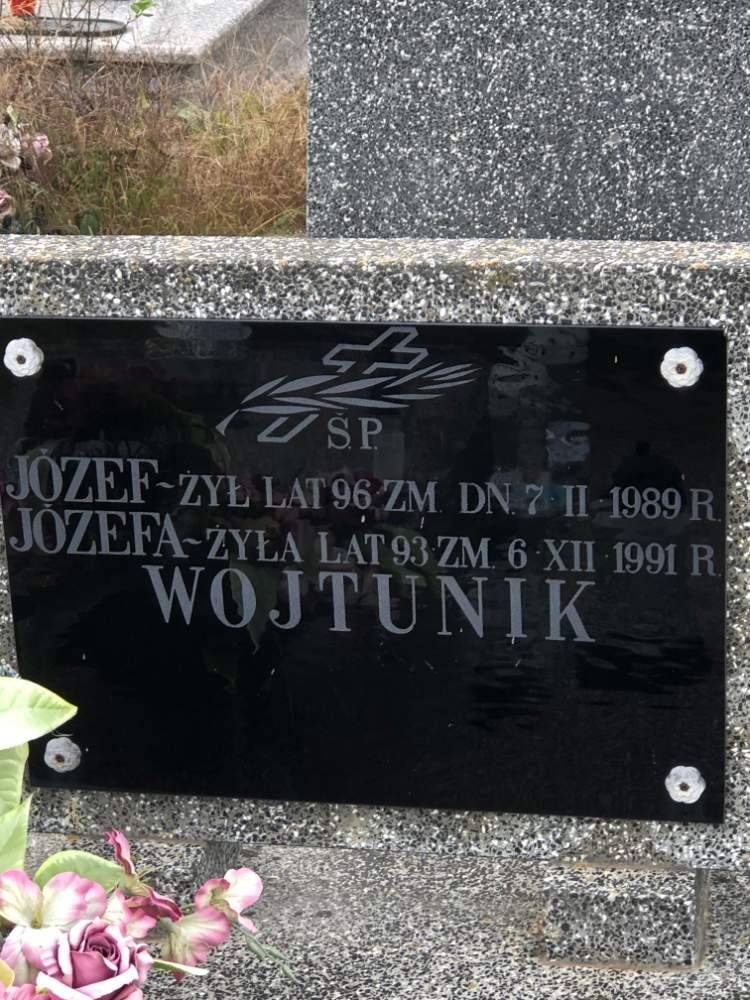 Ś.P.
JÓZEF~ŻYŁ LAT 96 ZM. DN. 7 II 1989 R.
JÓZEFA~ŻYŁA LAT 93 ZM. 6 XII 1991 R.
WOJTUNIK